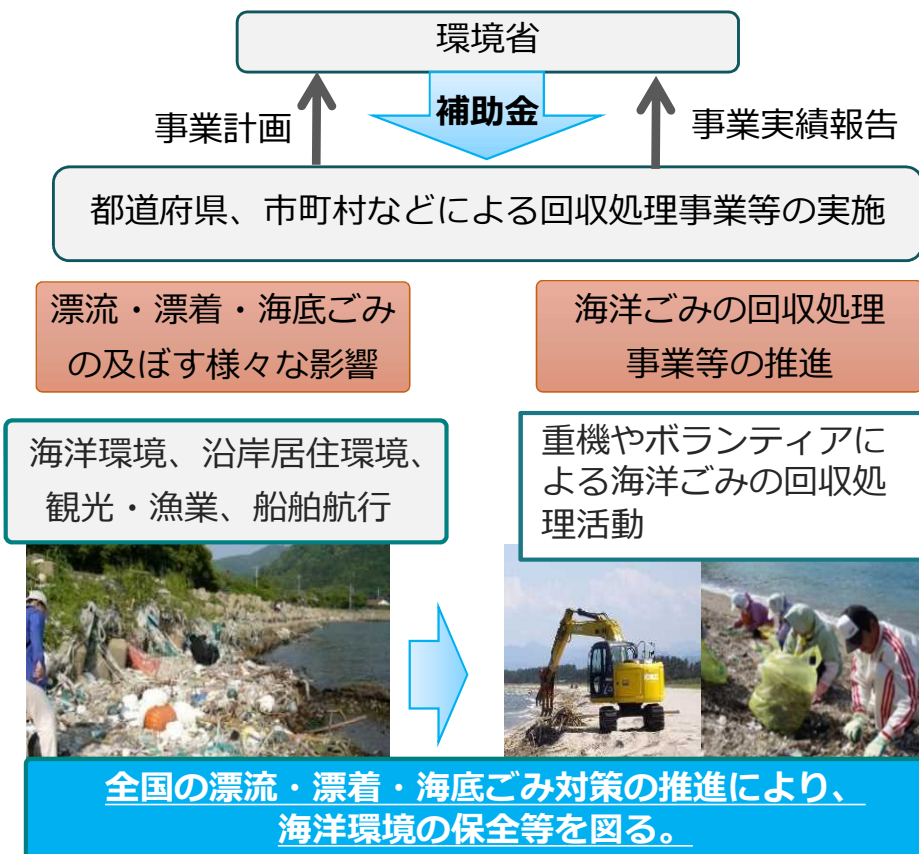 環境省
補助金
事業計画
事業実績報告
都道府県、市町村などによる回収処理事業等の実施
漂流・漂着・海底ごみ
の及ぼす様々な影響
海洋ごみの回収処理
事業等の推進
海洋環境、沿岸居住環境、
観光・漁業、船舶航行
重機やボランティアに
よる海洋ごみの回収処
理活動
全国の漂流・漂着・海底ごみ対策の推進により、
海洋環境の保全等を図る。